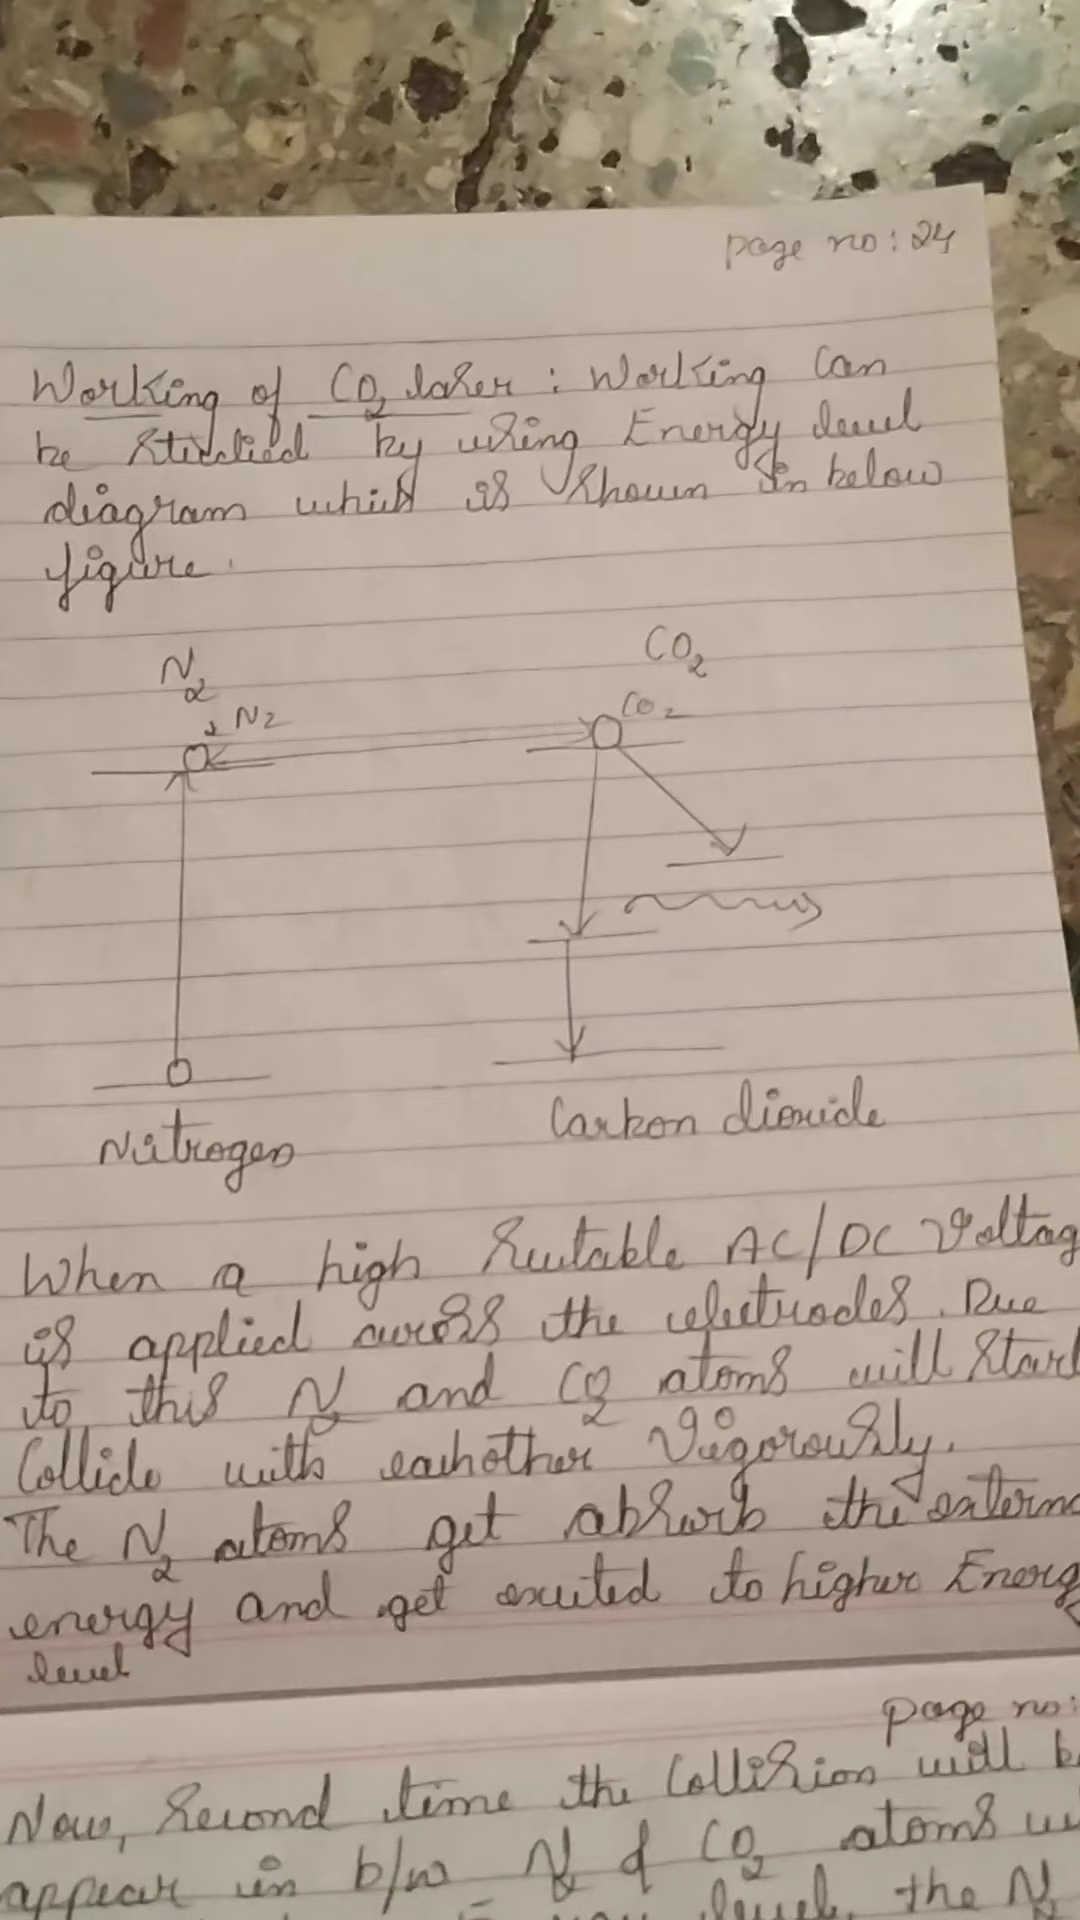 page no: 24
Working of CO2 laser: Working Can
be studied by using Energy level
diagram which is shown in below
figure.
N2
CO2
N2
CO2
Nitrogen
Carbon dioxide
When a high Suitable AC/DC Voltag
is applied across the electrodes. Due
to this N2 and CO2 atoms will Start
Collide with eachother Vigorously.
The N2 atoms get absorb the extern
energy and get excited to higher Energ
level
page no:
Now, Second time the Collision will b
appear in b/w N2 & CO2 atoms
level, the N2